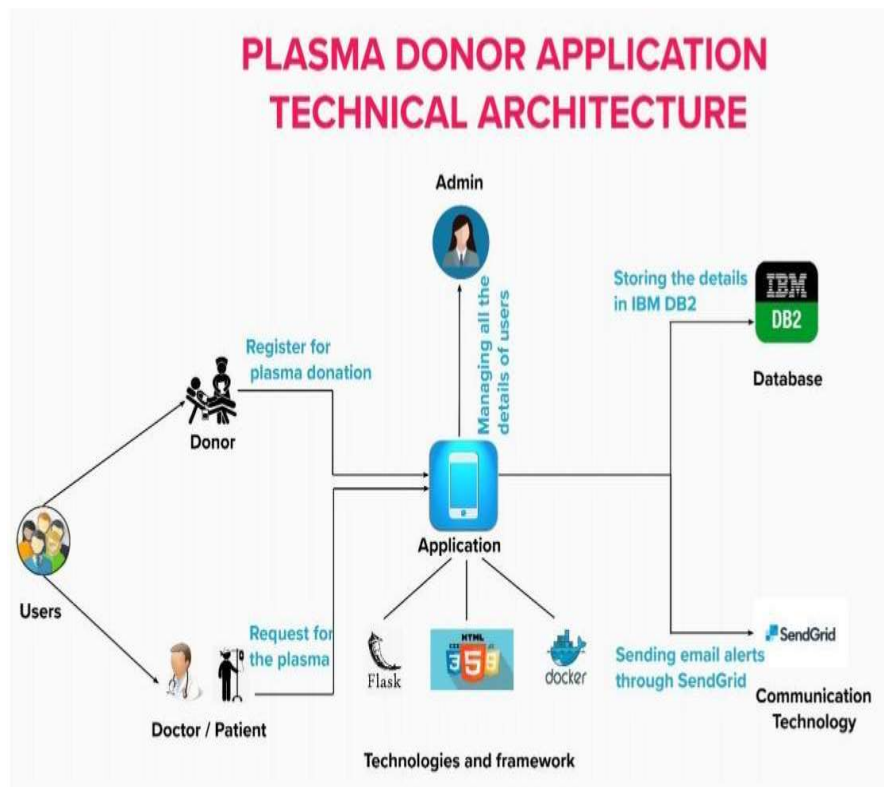 PLASMA DONOR APPLICATION
TECHNICAL ARCHITECTURE
Admin
Managing all the
details of users
Storing the details
in IBM DB2
IBM
DB2
Database
Register for
plasma donation
Donor
Application
Users
Request for
the plasma
Doctor / Patient
Flask
HTML
CSS
3 5
docker
Sending email alerts
through SendGrid
SendGrid
Communication
Technology
Technologies and framework